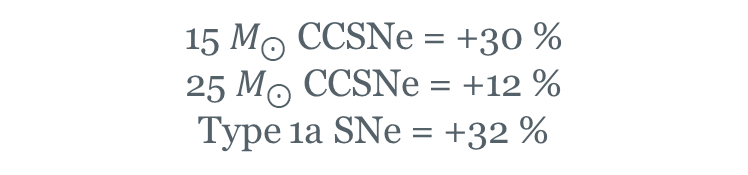 15 M☉ CCSNe = +30 %
25 M☉ CCSNe = +12 %
Type 1a SNe = +32 %